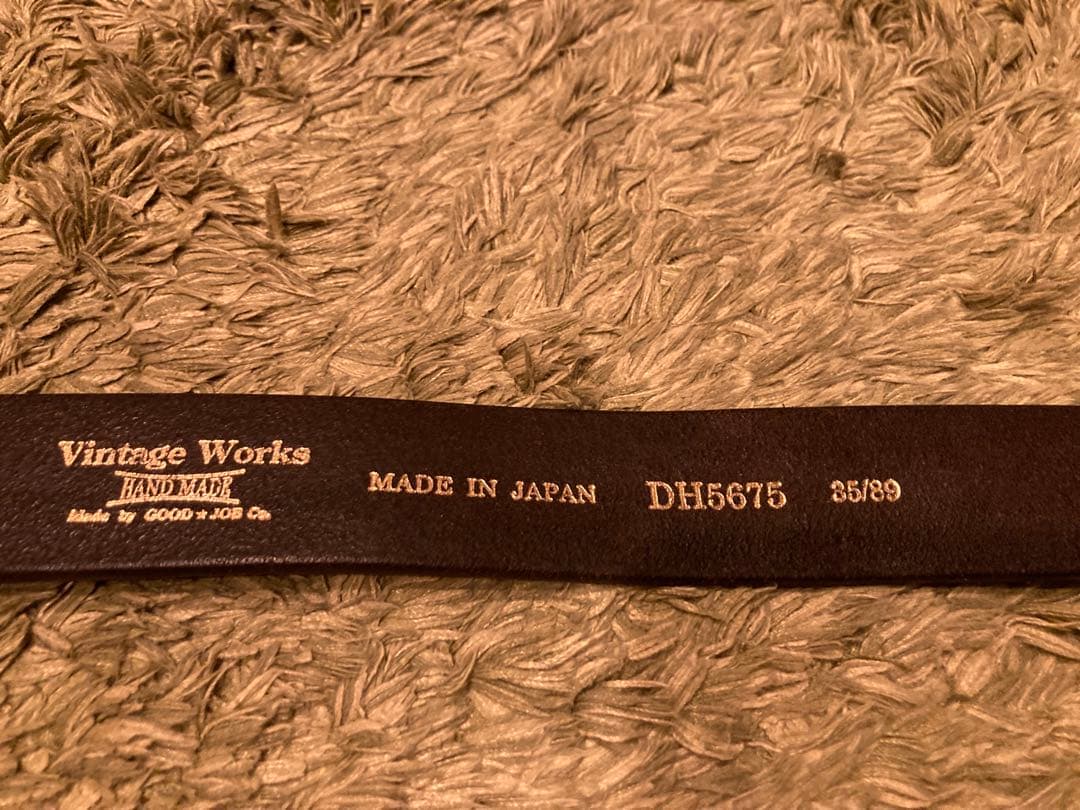 Vintage Works
HAND MADE
Made by GOOD★JOB Co.
MADE IN JAPAN
DH5675
35/89